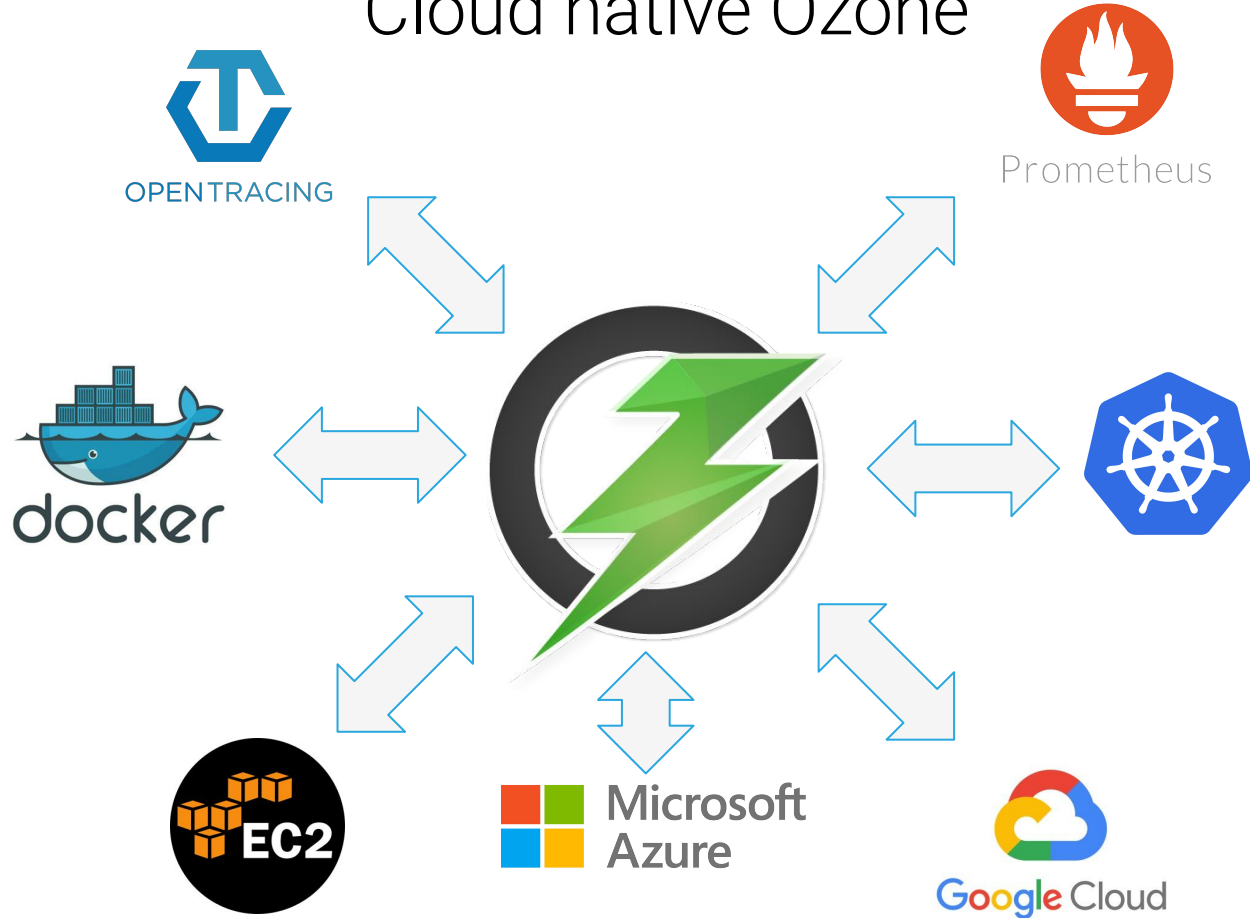 Cloud native Ozone
OPENTRACING
Prometheus
docker
EC2
Microsoft
Azure
Google Cloud